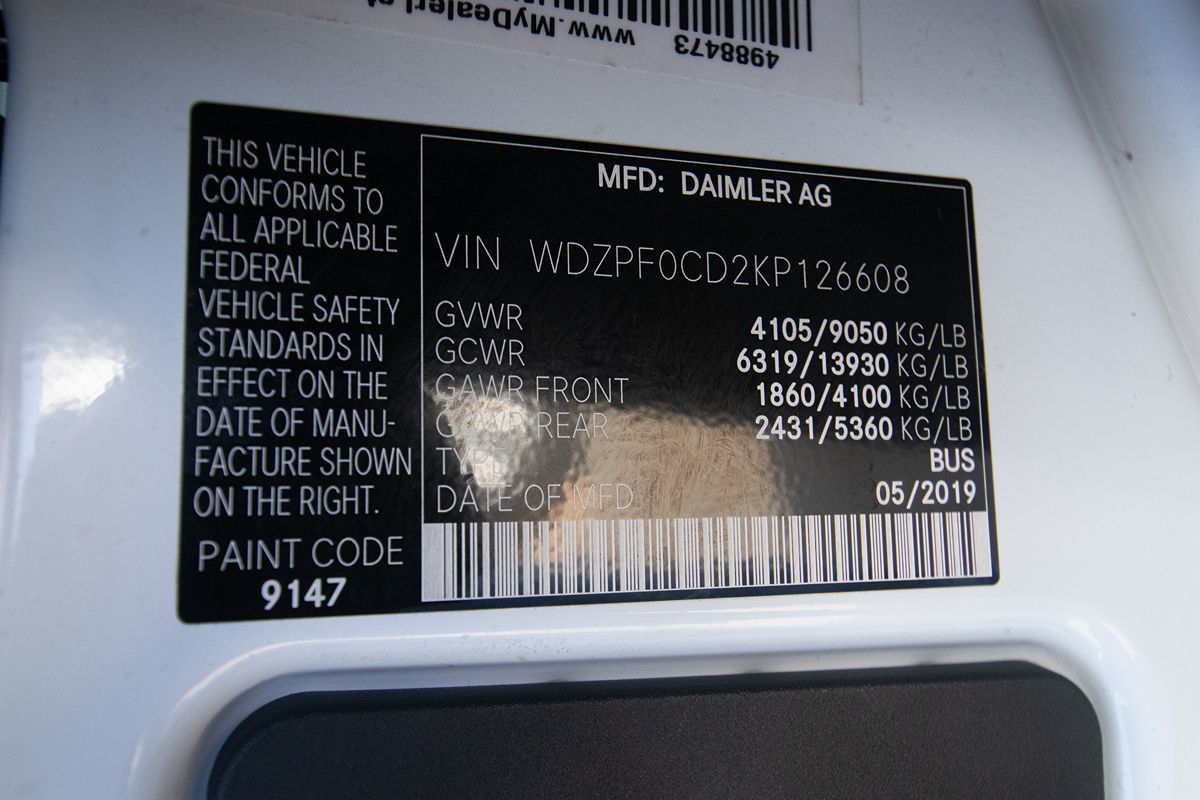 www.MyDealerLot
4988473
THIS VEHICLE
CONFORMS TO
ALL APPLICABLE
FEDERAL
VEHICLE SAFETY
STANDARDS IN
EFFECT ON THE
DATE OF MANU-
FACTURE SHOWN
ON THE RIGHT.
PAINT CODE
9147
MFD: DAIMLER AG
VIN WDZPF0CD2KP126608
GVWR 4105/9050 KG/LB
GCWR 6319/13930 KG/LB
GAWR FRONT 1860/4100 KG/LB
GAWR REAR 2431/5360 KG/LB
TYPE BUS
DATE OF MFD 05/2019